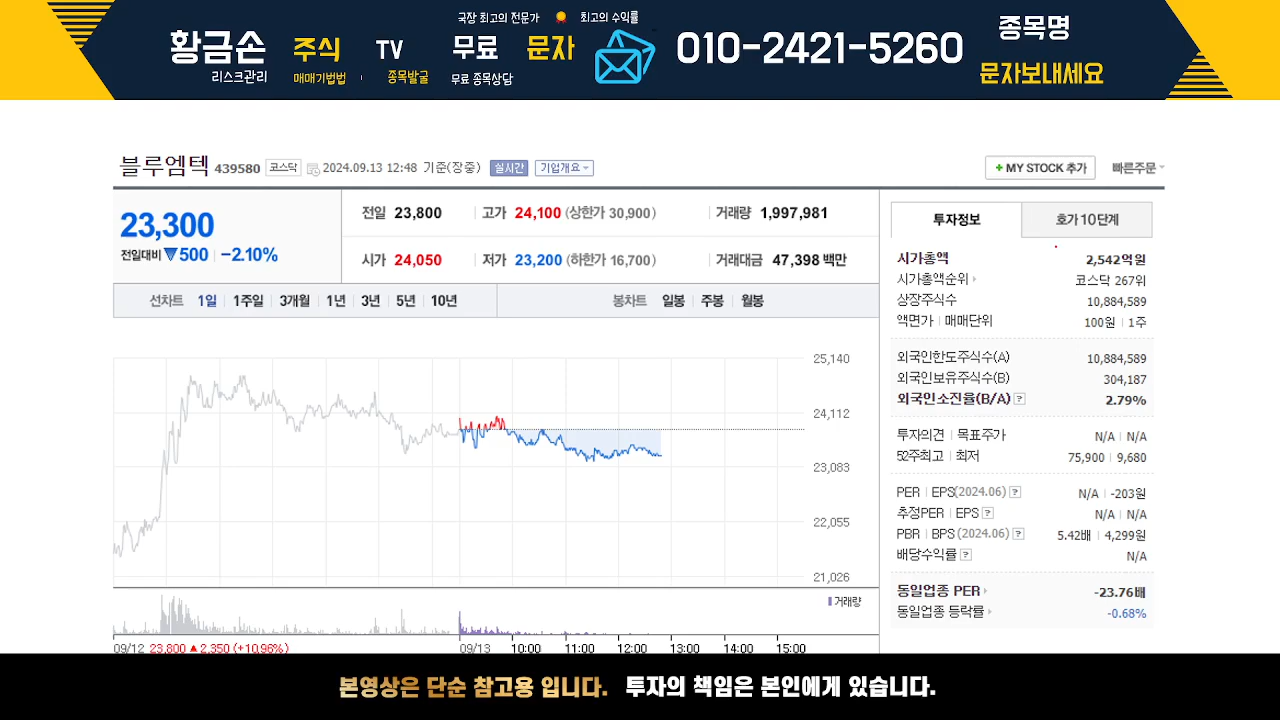 국장 최고의 전문가 최고의 수익률
황금손 주식 TV 무료 문자 010-2421-5260 종목명
리스크관리 매매기법법 종목발굴 무료 종목상담 문자보내세요
블루엠텍 439580 코스닥 2024.09.13 12:48 기준(장중) 실시간 기업개요 + MY STOCK 추가 빠른주문
23,300
전일대비 ▼500 -2.10%
전일 23,800 고가 24,100 (상한가 30,900) 거래량 1,997,981
시가 24,050 저가 23,200 (하한가 16,700) 거래대금 47,398 백만
선차트 1일 1주일 3개월 1년 3년 5년 10년 봉차트 일봉 주봉 월봉
25,140
24,112
23,083
22,055
21,026
거래량
09/12 23,800 ▲ 2,350 (+10.96%) 09/13 10:00 11:00 12:00 13:00 14:00 15:00
투자정보 호가 10단계
시가총액 2,542억원
시가총액순위 코스닥 267위
상장주식수 10,884,589
액면가 매매단위 100원 1주
외국인한도주식수(A) 10,884,589
외국인보유주식수(B) 304,187
외국인소진율(B/A) ? 2.79%
투자의견 목표주가 N/A N/A
52주최고 최저 75,900 9,680
PER EPS(2024.06) ? N/A -203원
추정PER EPS ? N/A N/A
PBR BPS (2024.06) ? 5.42배 4,299원
배당수익률 ? N/A
동일업종 PER -23.76배
동일업종 등락률 -0.68%
본영상은 단순 참고용 입니다. 투자의 책임은 본인에게 있습니다.